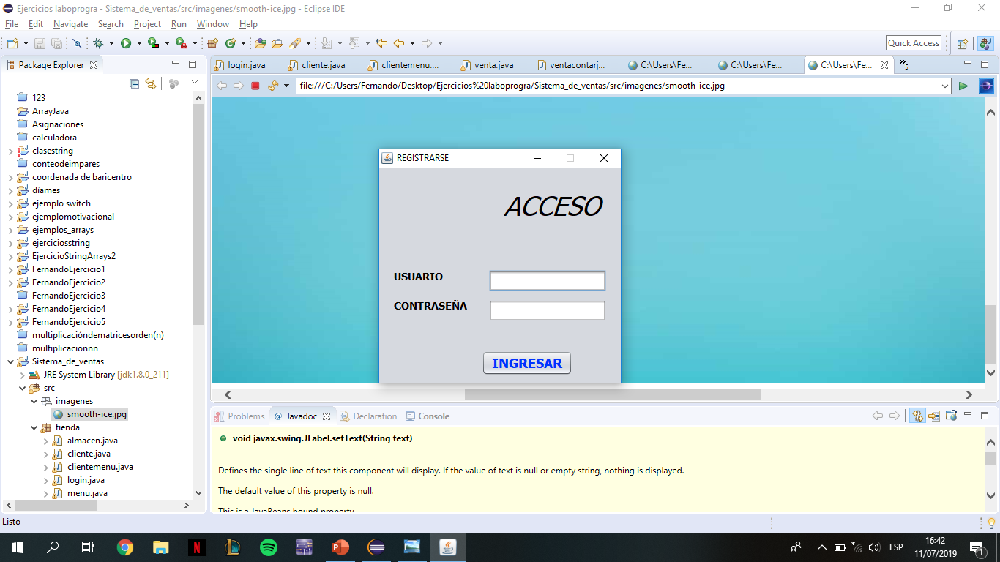 Ejercicios laboprogra - Sistema_de_ventas/src/imagenes/smooth-ice.jpg - Eclipse IDE
File Edit Navigate Search Project Run Window Help
Quick Access
Package Explorer
login.java cliente.java clientemenu.... venta.java ventacontarj... C:\Users\Fe... C:\Users\Fe... C:\Users\Fe... »5
file:///C:/Users/Fernando/Desktop/Ejercicios%20laboprogra/Sistema_de_ventas/src/imagenes/smooth-ice.jpg
123
ArrayJava
Asignaciones
calculadora
clasestring
conteodeimpares
coordenada de baricentro
díames
ejemplo switch
ejemplomotivacional
ejemplos_arrays
ejerciciosstring
EjercicioStringArrays2
FernandoEjercicio1
FernandoEjercicio2
FernandoEjercicio3
FernandoEjercicio4
FernandoEjercicio5
multiplicacióndematricesorden(n)
multiplicacionnn
Sistema_de_ventas
JRE System Library [jdk1.8.0_211]
src
imagenes
smooth-ice.jpg
tienda
almacen.java
cliente.java
clientemenu.java
login.java
menu.java
REGISTRARSE
ACCESO
USUARIO
CONTRASEÑA
INGRESAR
Problems @ Javadoc Declaration Console
void javax.swing.JLabel.setText(String text)
Defines the single line of text this component will display. If the value of text is null or empty string, nothing is displayed.
The default value of this property is null.
This is a JavaBeans bound property.
Listo
ESP
16:42
11/07/2019
1